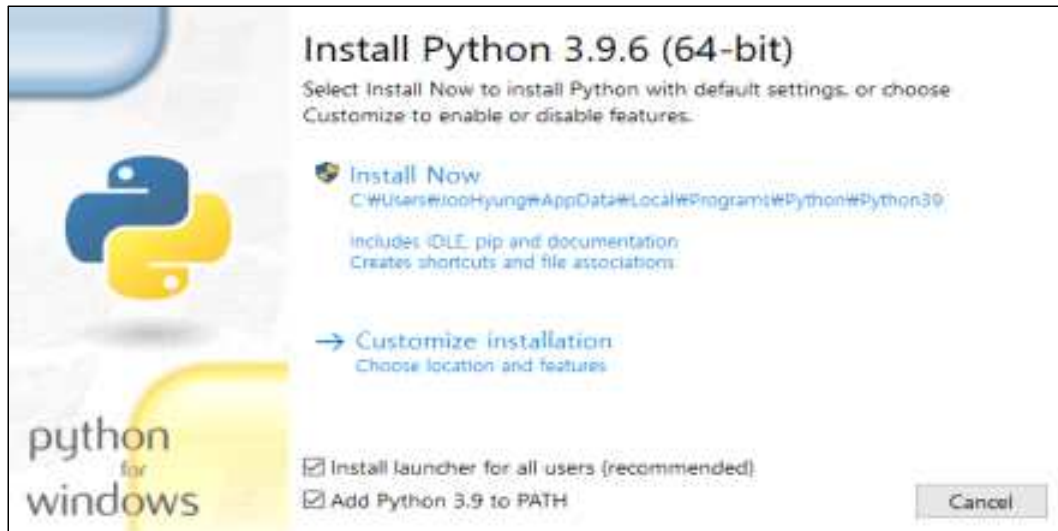 Install Python 3.9.6 (64-bit)
Select Install Now to install Python with default settings, or choose
Customize to enable or disable features.
Install Now
C:₩Users₩JooHyung₩AppData₩Local₩Programs₩Python₩Python39
Includes IDLE, pip and documentation
Creates shortcuts and file associations
→ Customize installation
Choose location and features
Install launcher for all users (recommended)
Add Python 3.9 to PATH
Cancel
python
for
windows